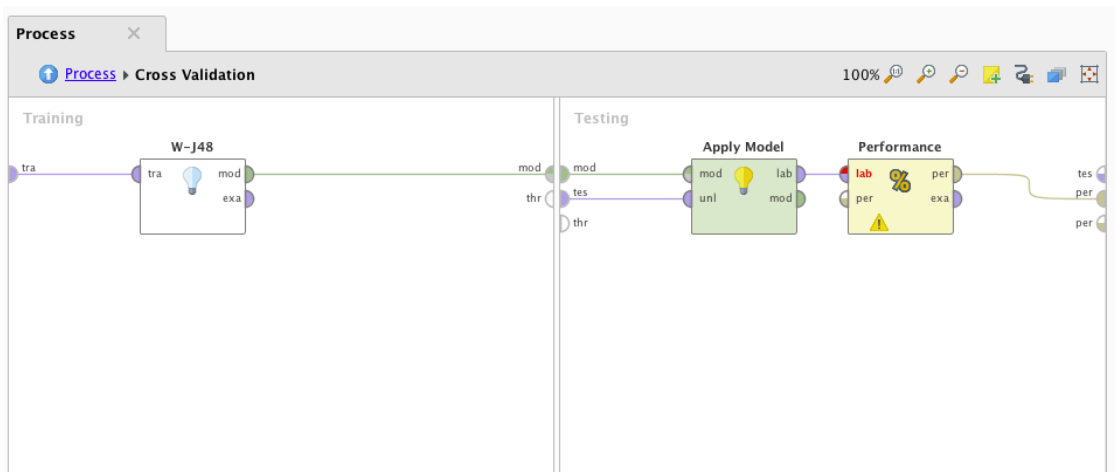 Process
Process ▸ Cross Validation
100%
Training
Testing
W-J48
Apply Model
Performance
tra
tra
mod
mod
mod
mod
lab
lab
per
tes
exa
thr
tes
unl
mod
per
exa
per
thr
per